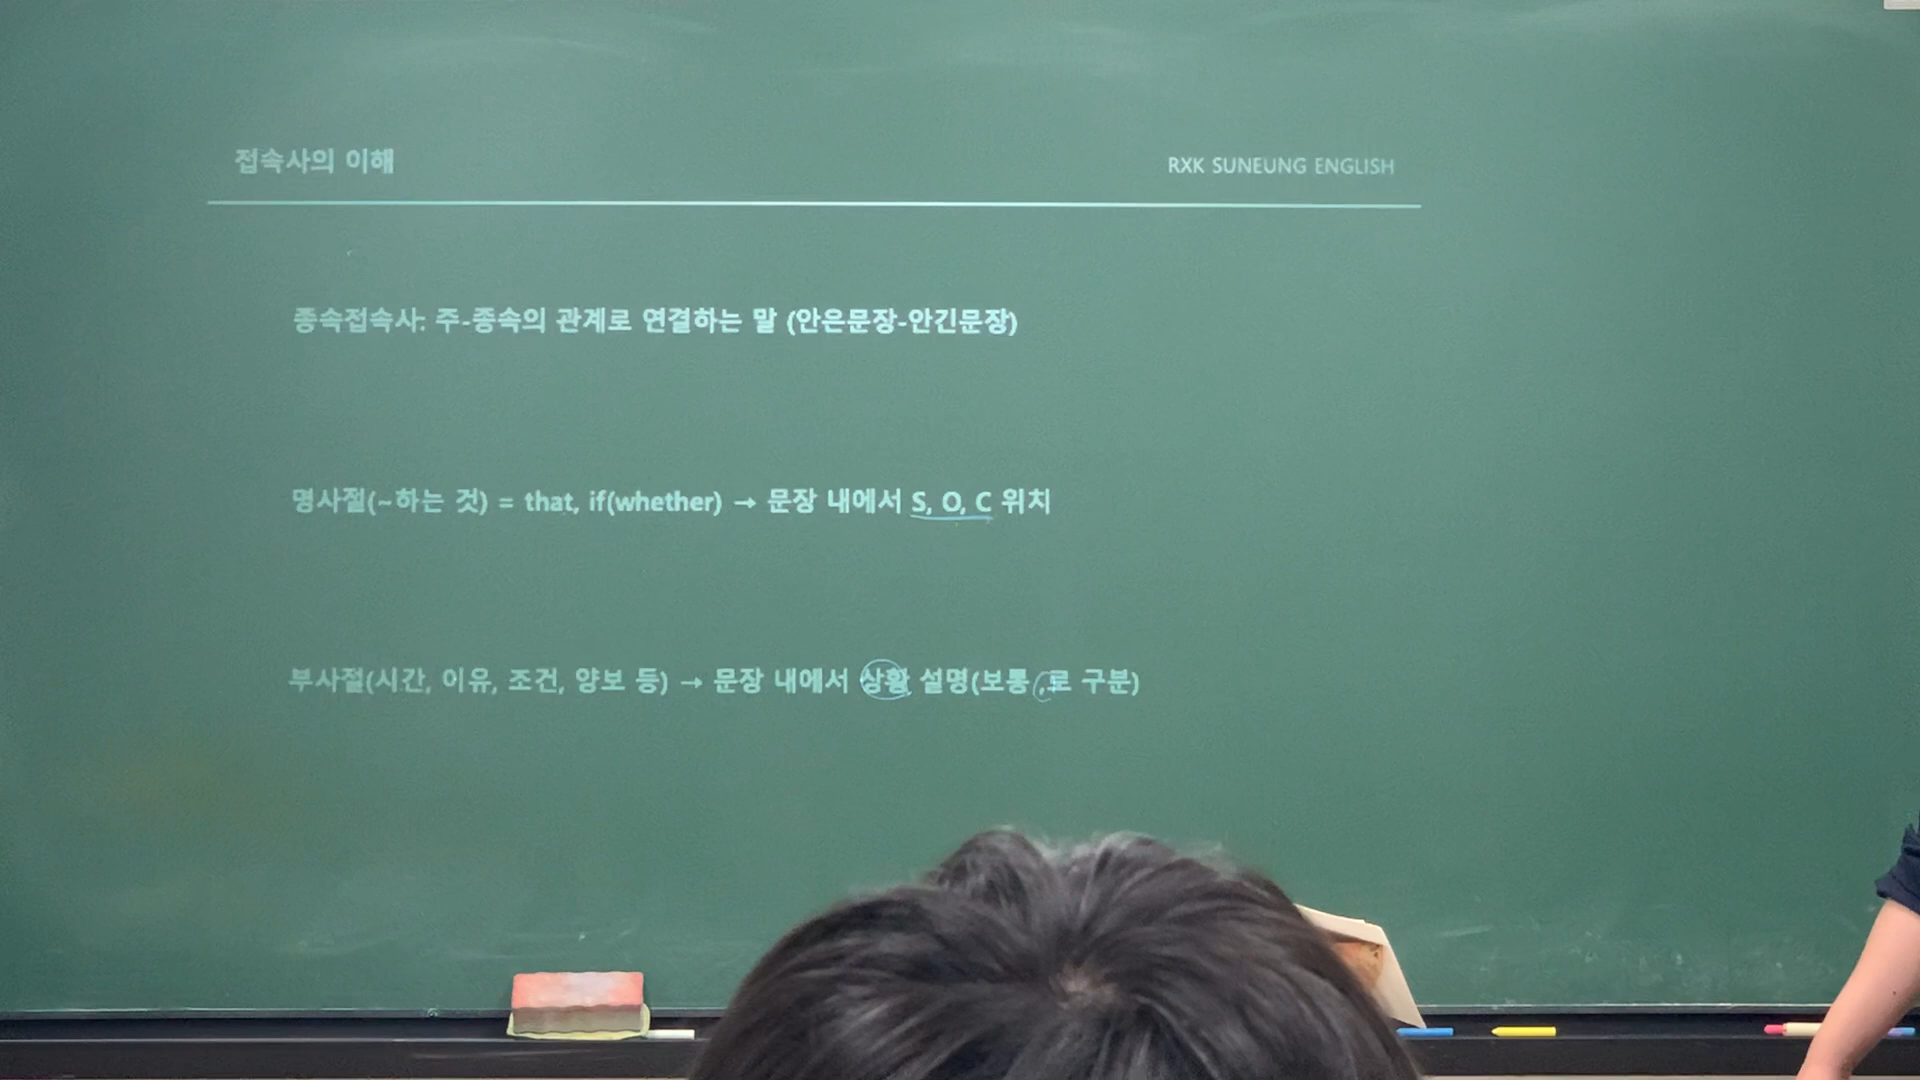 접속사의 이해
RXK SUNEUNG ENGLISH
종속접속사: 주-종속의 관계로 연결하는 말 (안은문장-안긴문장)
명사절(~하는 것) = that, if(whether) → 문장 내에서 S, O, C 위치
부사절(시간, 이유, 조건, 양보 등) → 문장 내에서 상황 설명(보통 ,로 구분)